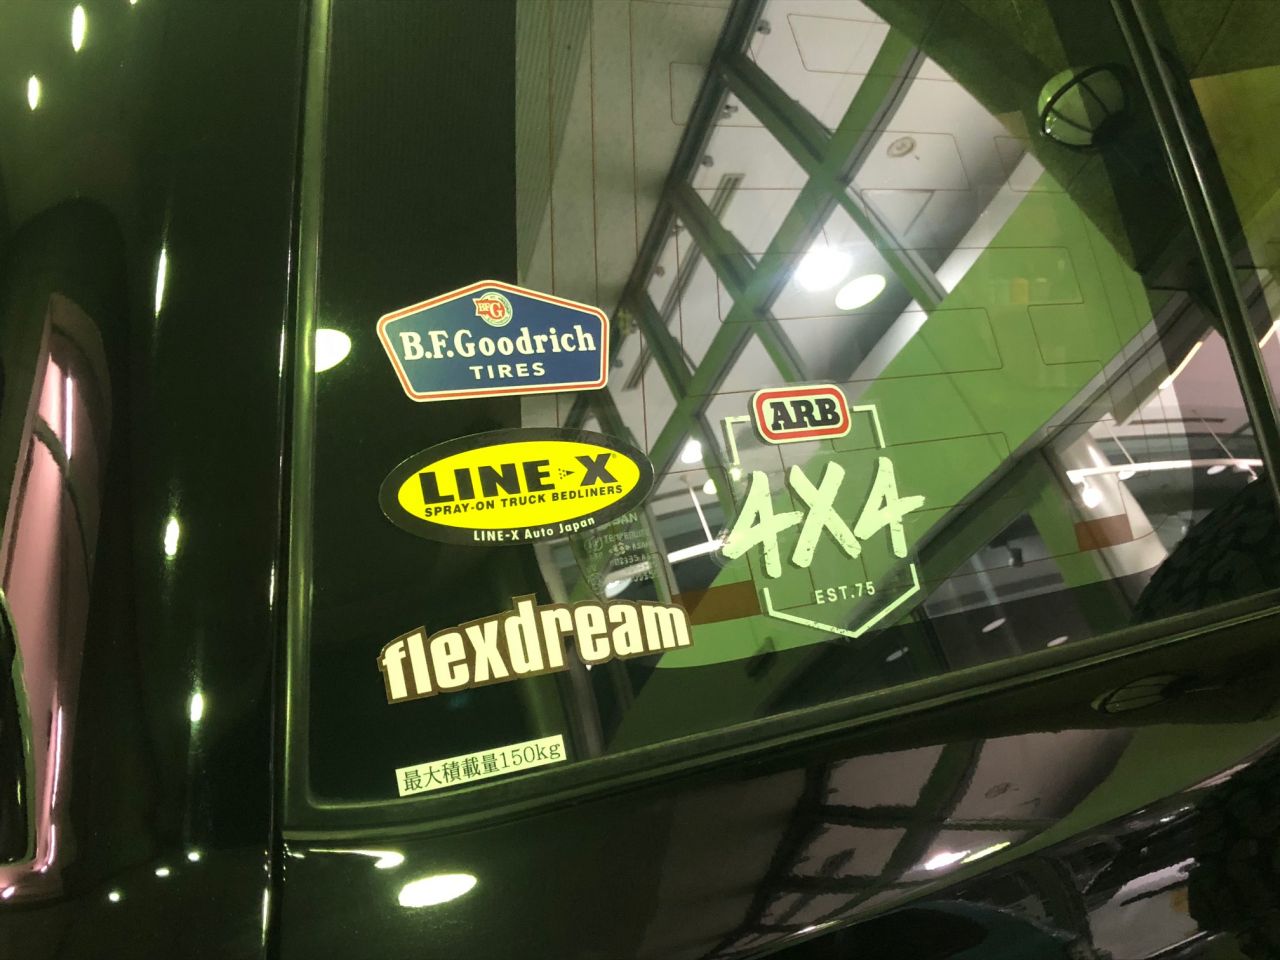 BFG
B.F.Goodrich
TIRES
LINE-X®
SPRAY-ON TRUCK BEDLINERS
LINE-X Auto Japan
flexdream
最大積載量150kg
ARB
4X4
EST.75